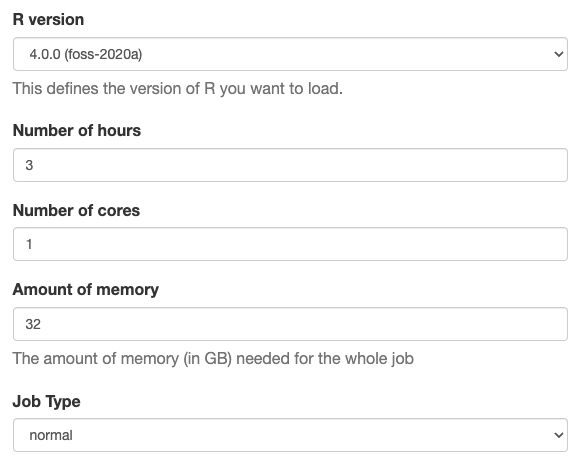 R version
4.0.0 (foss-2020a)
This defines the version of R you want to load.
Number of hours
3
Number of cores
1
Amount of memory
32
The amount of memory (in GB) needed for the whole job
Job Type
normal